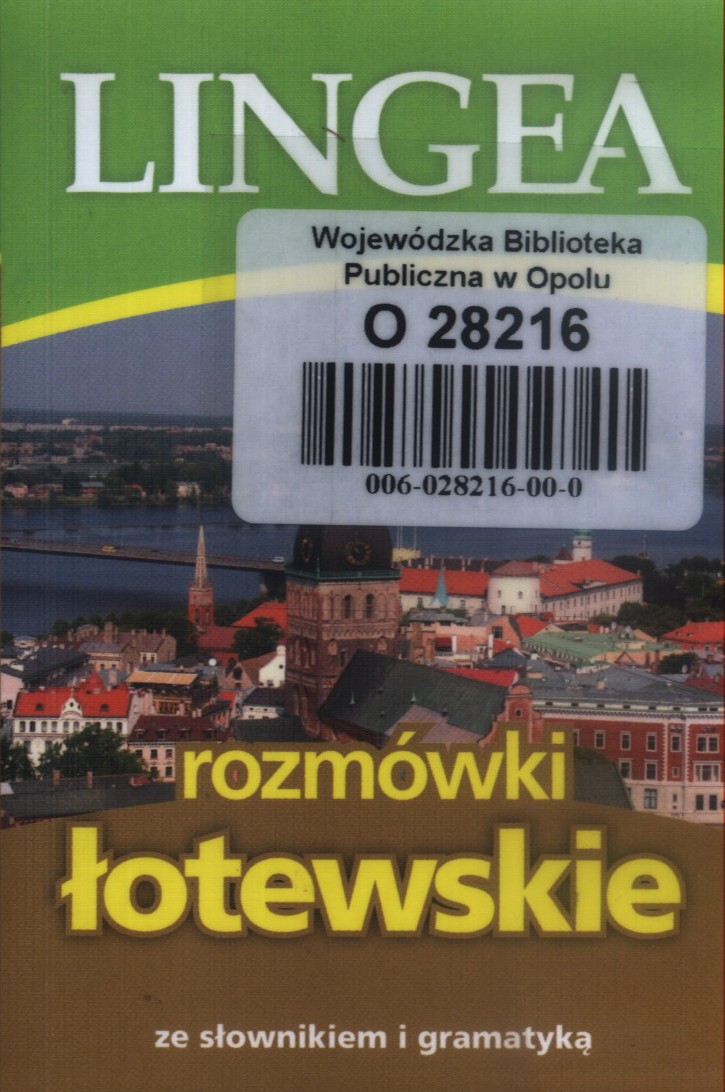 LINGEA
Wojewódzka Biblioteka
Publiczna w Opolu
O 28216
006-028216-00-0
rozmówki
łotewskie
ze słownikiem i gramatyką